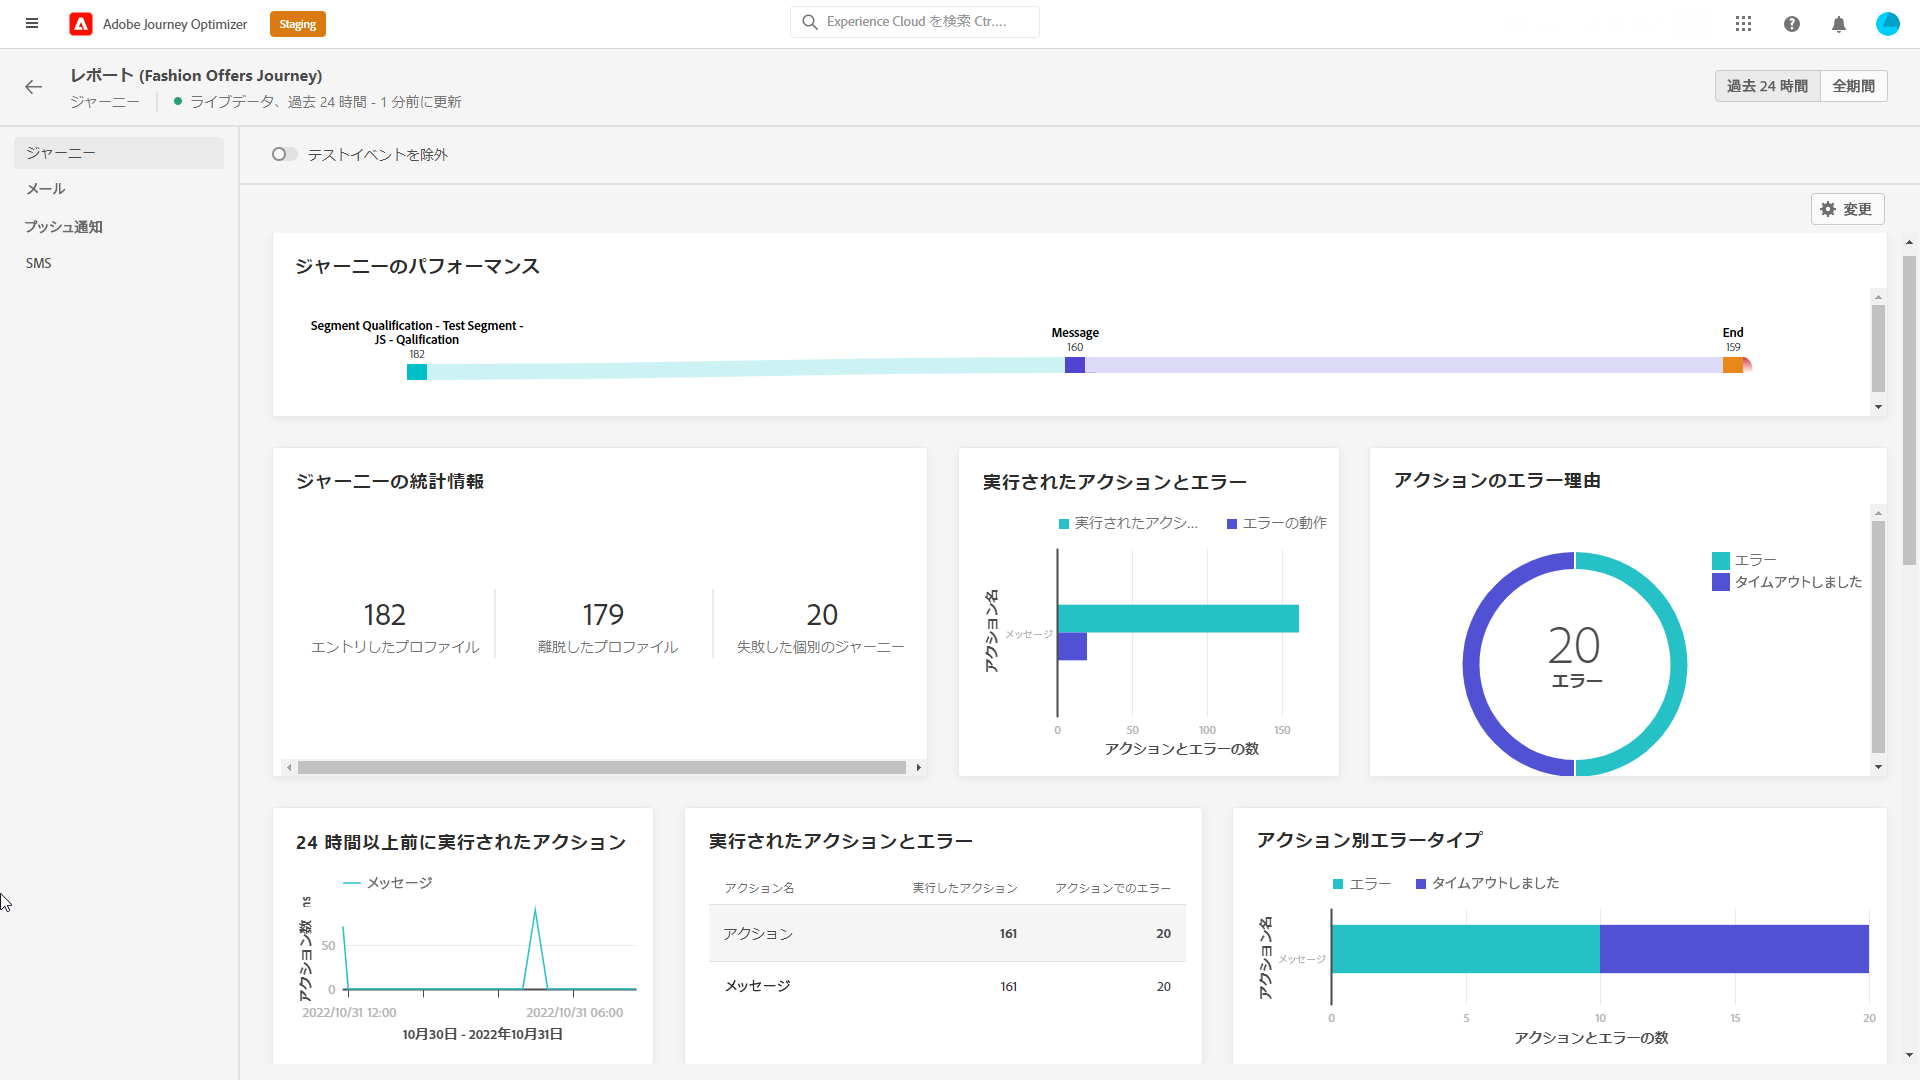 Adobe Journey Optimizer
Staging
Experience Cloud を検索 Ctr....
レポート (Fashion Offers Journey)
ジャーニー
ライブデータ、過去 24 時間 - 1 分前に更新
過去 24 時間
全期間
ジャーニー
メール
プッシュ通知
SMS
テストイベントを除外
変更
ジャーニーのパフォーマンス
Segment Qualification - Test Segment -
JS - Qalification
182
Message
160
End
159
ジャーニーの統計情報
182
エントリしたプロファイル
179
離脱したプロファイル
20
失敗した個別のジャーニー
実行されたアクションとエラー
実行されたアクシ...
エラーの動作
アクション名
メッセージ
0
50
100
150
アクションとエラーの数
アクションのエラー理由
エラー
タイムアウトしました
20
エラー
24 時間以上前に実行されたアクション
メッセージ
アクション数 ns
50
0
2022/10/31 12:00
2022/10/31 06:00
10月30日 - 2022年10月31日
実行されたアクションとエラー
アクション名
実行したアクション
アクションでのエラー
アクション
161
20
メッセージ
161
20
アクション別エラータイプ
エラー
タイムアウトしました
アクション名
メッセージ
0
5
10
15
20
アクションとエラーの数